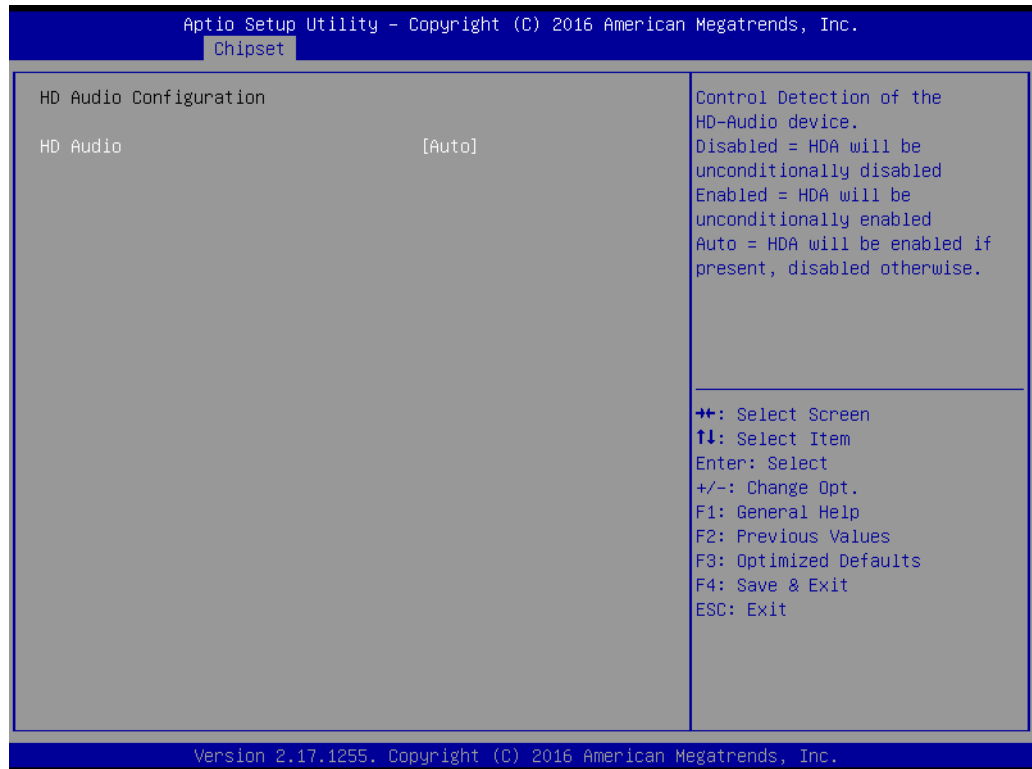 Aptio Setup Utility – Copyright (C) 2016 American Megatrends, Inc.
Chipset
HD Audio Configuration
HD Audio [Auto]
Control Detection of the
HD-Audio device.
Disabled = HDA will be
unconditionally disabled
Enabled = HDA will be
unconditionally enabled
Auto = HDA will be enabled if
present, disabled otherwise.
→←: Select Screen
↑↓: Select Item
Enter: Select
+/-: Change Opt.
F1: General Help
F2: Previous Values
F3: Optimized Defaults
F4: Save & Exit
ESC: Exit
Version 2.17.1255. Copyright (C) 2016 American Megatrends, Inc.